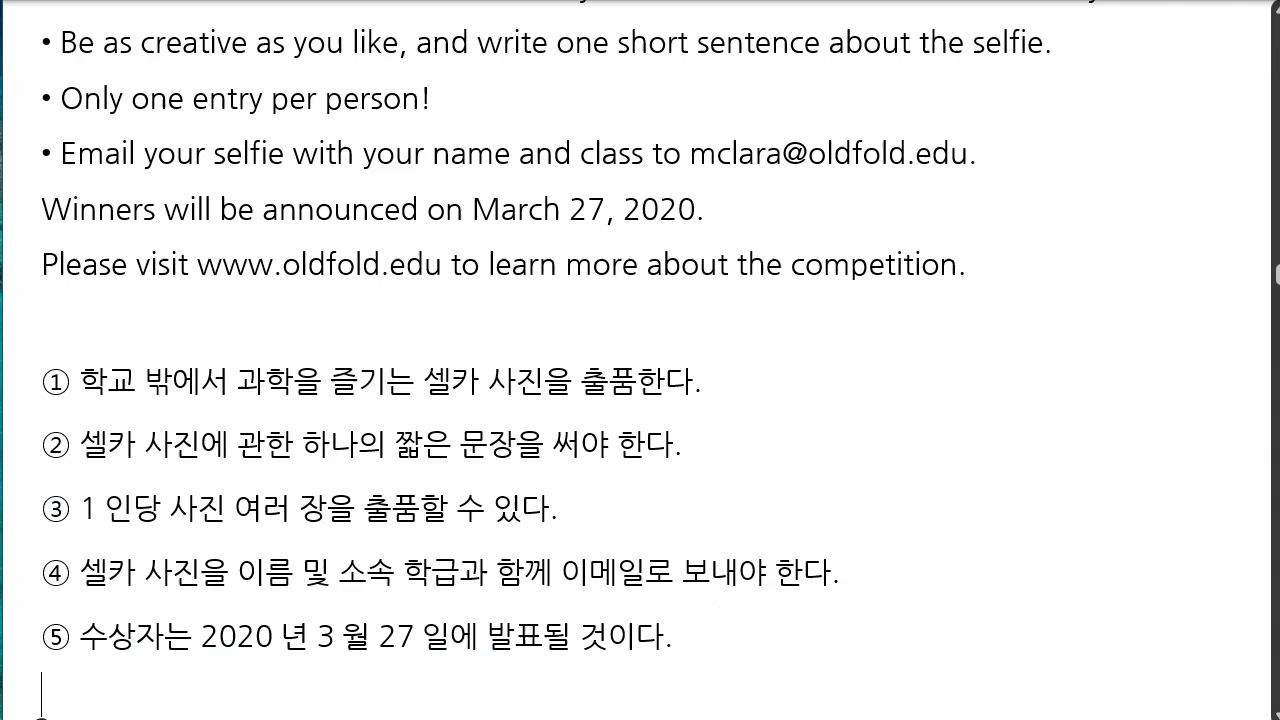 • Be as creative as you like, and write one short sentence about the selfie.
• Only one entry per person!
• Email your selfie with your name and class to mclara@oldfold.edu.
Winners will be announced on March 27, 2020.
Please visit www.oldfold.edu to learn more about the competition.
① 학교 밖에서 과학을 즐기는 셀카 사진을 출품한다.
② 셀카 사진에 관한 하나의 짧은 문장을 써야 한다.
③ 1 인당 사진 여러 장을 출품할 수 있다.
④ 셀카 사진을 이름 및 소속 학급과 함께 이메일로 보내야 한다.
⑤ 수상자는 2020 년 3 월 27 일에 발표될 것이다.